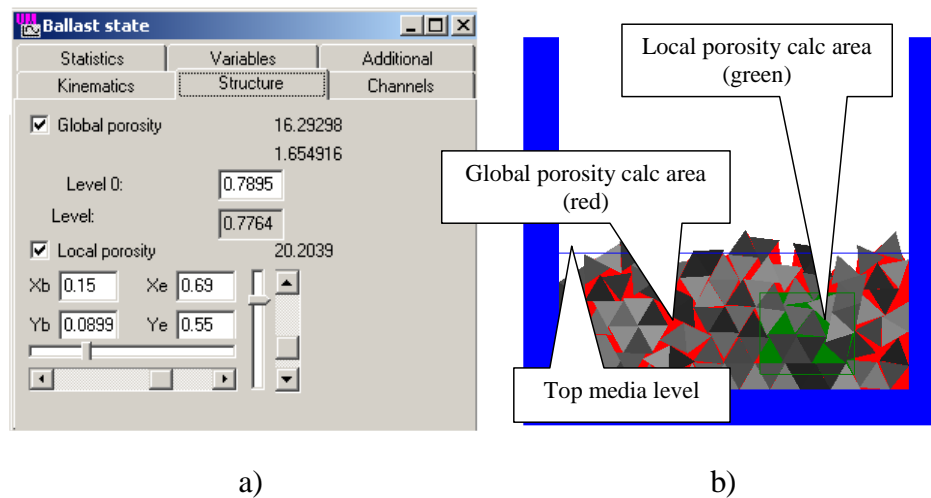 Ballast state
Statistics Variables Additional
Kinematics Structure Channels
Global porosity 16.29298
1.654916
Level 0: 0.7895
Level: 0.7764
Local porosity 20.2039
Xb 0.15 Xe 0.69
Yb 0.0899 Ye 0.55
a)
Local porosity calc area
(green)
Global porosity calc area
(red)
Top media level
b)